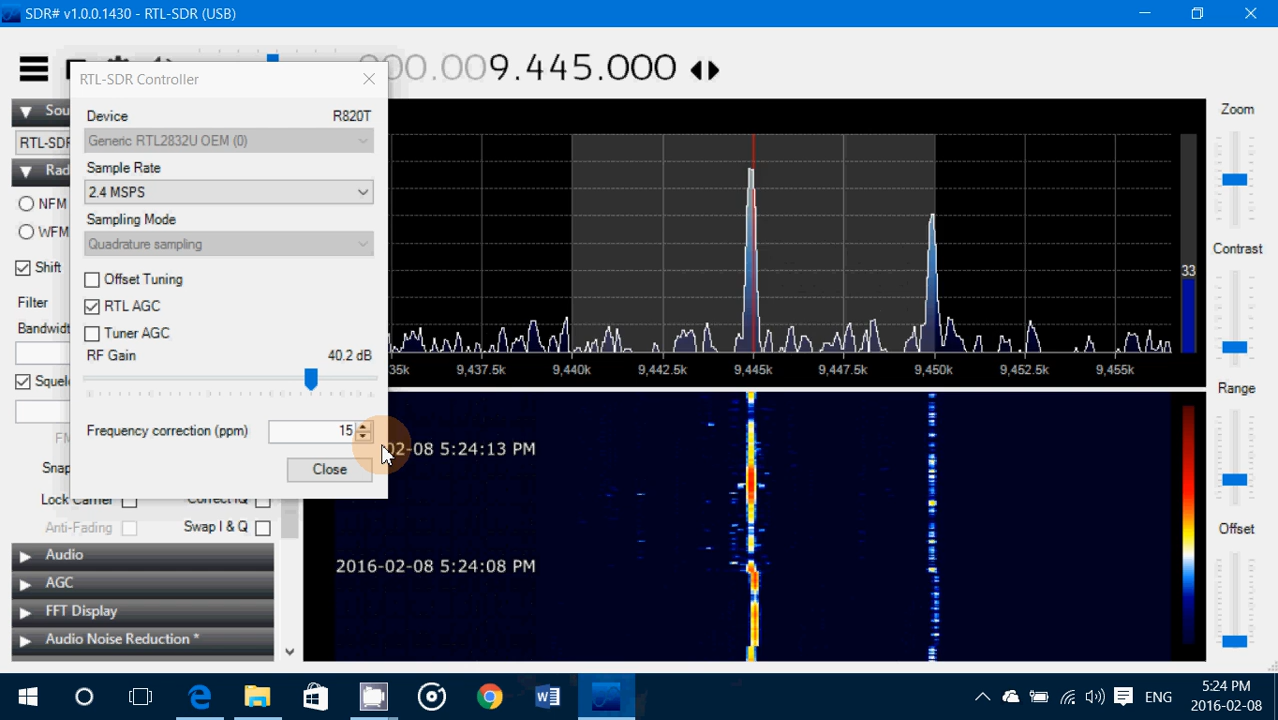 SDR# v1.0.0.1430 - RTL-SDR (USB)
000.009.445.000
RTL-SDR Controller
Device R820T
Generic RTL2832U OEM (0)
Sample Rate
2.4 MSPS
Sampling Mode
Quadrature sampling
Offset Tuning
RTL AGC
Tuner AGC
RF Gain 40.2 dB
Frequency correction (ppm) 15
Close
RTL-SDR
NFM
WFM
Shift
Filter
Lock Carrier Correct IQ
Anti-Fading Swap I & Q
Audio
AGC
FFT Display
Audio Noise Reduction *
9,437.5k 9,440k 9,442.5k 9,445k 9,447.5k 9,450k 9,452.5k 9,455k
33
02-08 5:24:13 PM
2016-02-08 5:24:08 PM
Zoom
Contrast
Range
Offset
ENG
5:24 PM
2016-02-08